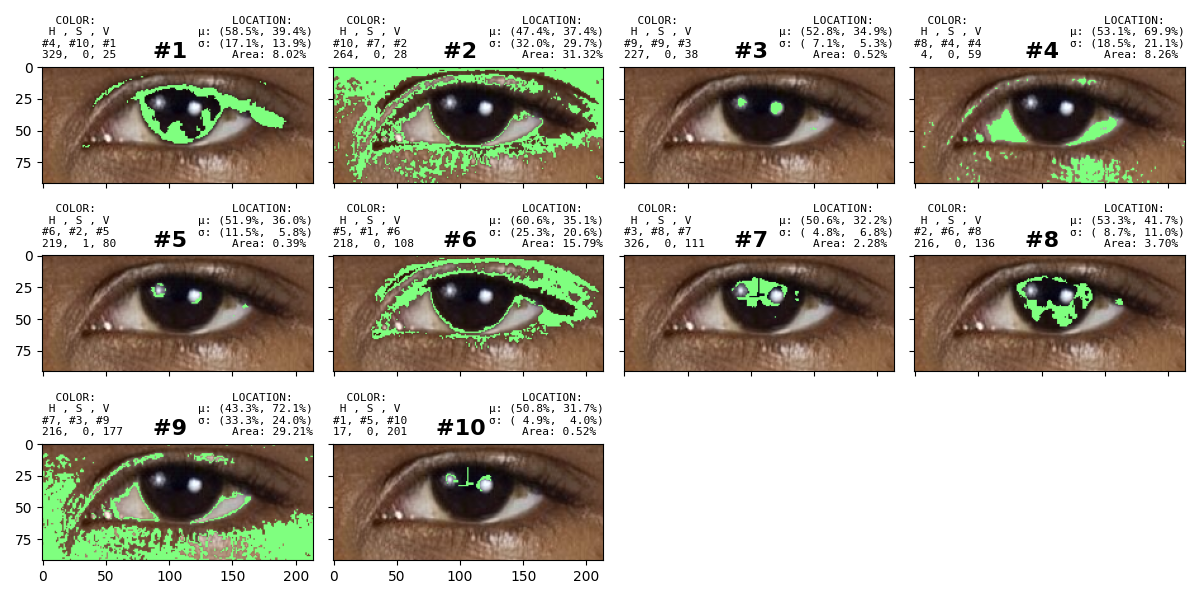 COLOR: LOCATION:
H , S , V μ: (58.5%, 39.4%)
#4, #10, #1 #1 σ: (17.1%, 13.9%)
329, 0, 25 Area: 8.02%
COLOR: LOCATION:
H , S , V μ: (47.4%, 37.4%)
#10, #7, #2 #2 σ: (32.0%, 29.7%)
264, 0, 28 Area: 31.32%
COLOR: LOCATION:
H , S , V μ: (52.8%, 34.9%)
#9, #9, #3 #3 σ: ( 7.1%, 5.3%)
227, 0, 38 Area: 0.52%
COLOR: LOCATION:
H , S , V μ: (53.1%, 69.9%)
#8, #4, #4 #4 σ: (18.5%, 21.1%)
4, 0, 59 Area: 8.26%
0
25
50
75
COLOR: LOCATION:
H , S , V μ: (51.9%, 36.0%)
#6, #2, #5 #5 σ: (11.5%, 5.8%)
219, 1, 80 Area: 0.39%
COLOR: LOCATION:
H , S , V μ: (60.6%, 35.1%)
#5, #1, #6 #6 σ: (25.3%, 20.6%)
218, 0, 108 Area: 15.79%
COLOR: LOCATION:
H , S , V μ: (50.6%, 32.2%)
#3, #8, #7 #7 σ: ( 4.8%, 6.8%)
326, 0, 111 Area: 2.28%
COLOR: LOCATION:
H , S , V μ: (53.3%, 41.7%)
#2, #6, #8 #8 σ: ( 8.7%, 11.0%)
216, 0, 136 Area: 3.70%
0
25
50
75
COLOR: LOCATION:
H , S , V μ: (43.3%, 72.1%)
#7, #3, #9 #9 σ: (33.3%, 24.0%)
216, 0, 177 Area: 29.21%
COLOR: LOCATION:
H , S , V μ: (50.8%, 31.7%)
#1, #5, #10 #10 σ: ( 4.9%, 4.0%)
17, 0, 201 Area: 0.52%
0
25
50
75
0 50 100 150 200
0 50 100 150 200